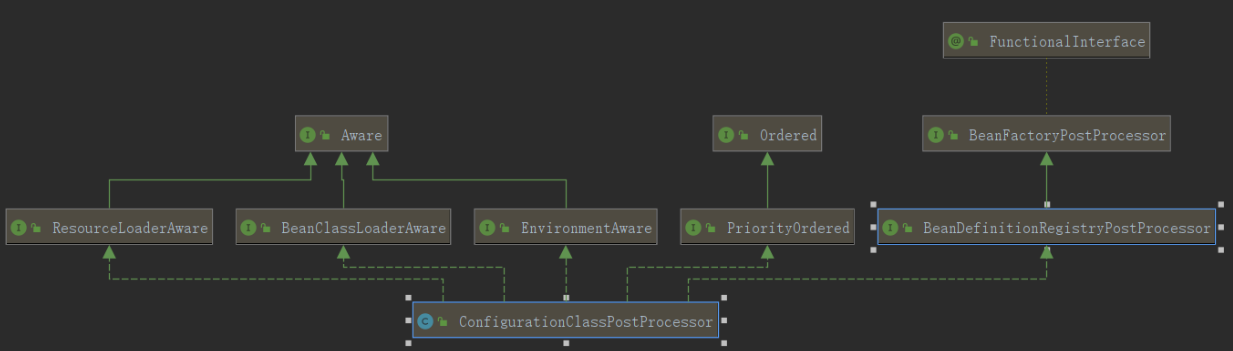 FunctionalInterface
Aware
Ordered
BeanFactoryPostProcessor
ResourceLoaderAware
BeanClassLoaderAware
EnvironmentAware
PriorityOrdered
BeanDefinitionRegistryPostProcessor
ConfigurationClassPostProcessor